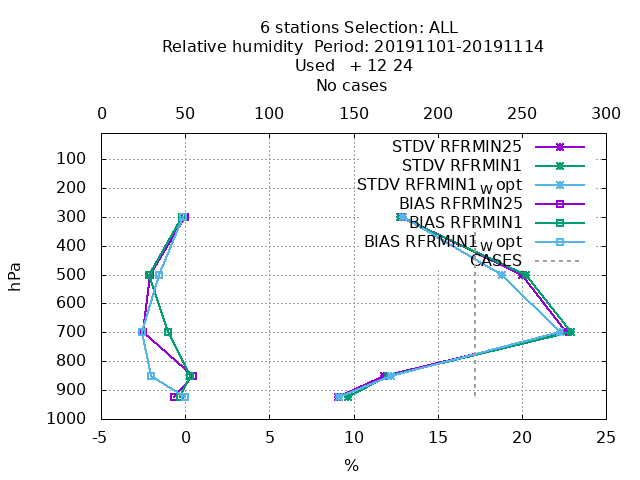 6 stations Selection: ALL
Relative humidity  Period: 20191101-20191114
Used   + 12 24
No cases
0 50 100 150 200 250 300
STDV RFRMIN25
STDV RFRMIN1
STDV RFRMIN1_W opt
BIAS RFRMIN25
BIAS RFRMIN1
BIAS RFRMIN1_W opt
CASES
hPa
100
200
300
400
500
600
700
800
900
1000
-5 0 5 10 15 20 25
%